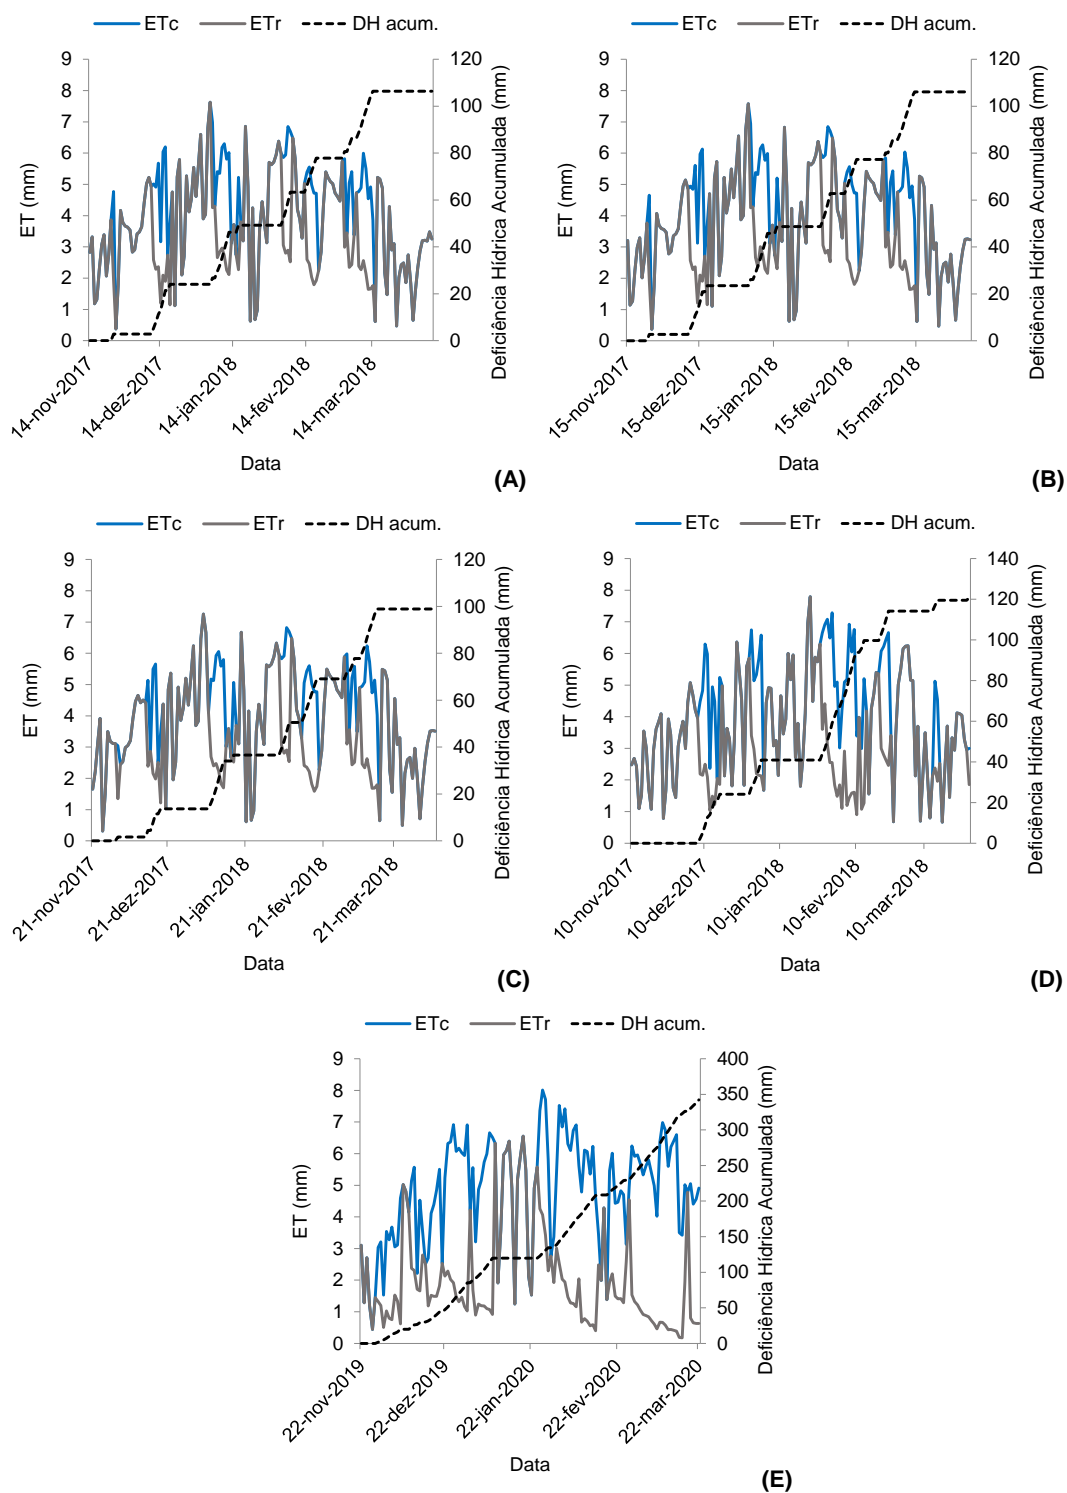 ETc ETr DH acum.
9
8
7
6
5
4
3
2
1
0
120
100
80
60
40
20
0
ET (mm)
Deficiência Hídrica Acumulada (mm)
14-nov-2017
14-dez-2017
14-jan-2018
14-fev-2018
14-mar-2018
Data
(A)
ETc ETr DH acum.
9
8
7
6
5
4
3
2
1
0
120
100
80
60
40
20
0
ET (mm)
Deficiência Hídrica Acumulada (mm)
15-nov-2017
15-dez-2017
15-jan-2018
15-fev-2018
15-mar-2018
Data
(B)
ETc ETr DH acum.
9
8
7
6
5
4
3
2
1
0
120
100
80
60
40
20
0
ET (mm)
Deficiência Hídrica Acumulada (mm)
21-nov-2017
21-dez-2017
21-jan-2018
21-fev-2018
21-mar-2018
Data
(C)
ETc ETr DH acum.
9
8
7
6
5
4
3
2
1
0
140
120
100
80
60
40
20
0
ET (mm)
Deficiência Hídrica Acumulada (mm)
10-nov-2017
10-dez-2017
10-jan-2018
10-fev-2018
10-mar-2018
Data
(D)
ETc ETr DH acum.
9
8
7
6
5
4
3
2
1
0
400
350
300
250
200
150
100
50
0
ET (mm)
Deficiência Hídrica Acumulada (mm)
22-nov-2019
22-dez-2019
22-jan-2020
22-fev-2020
22-mar-2020
Data
(E)